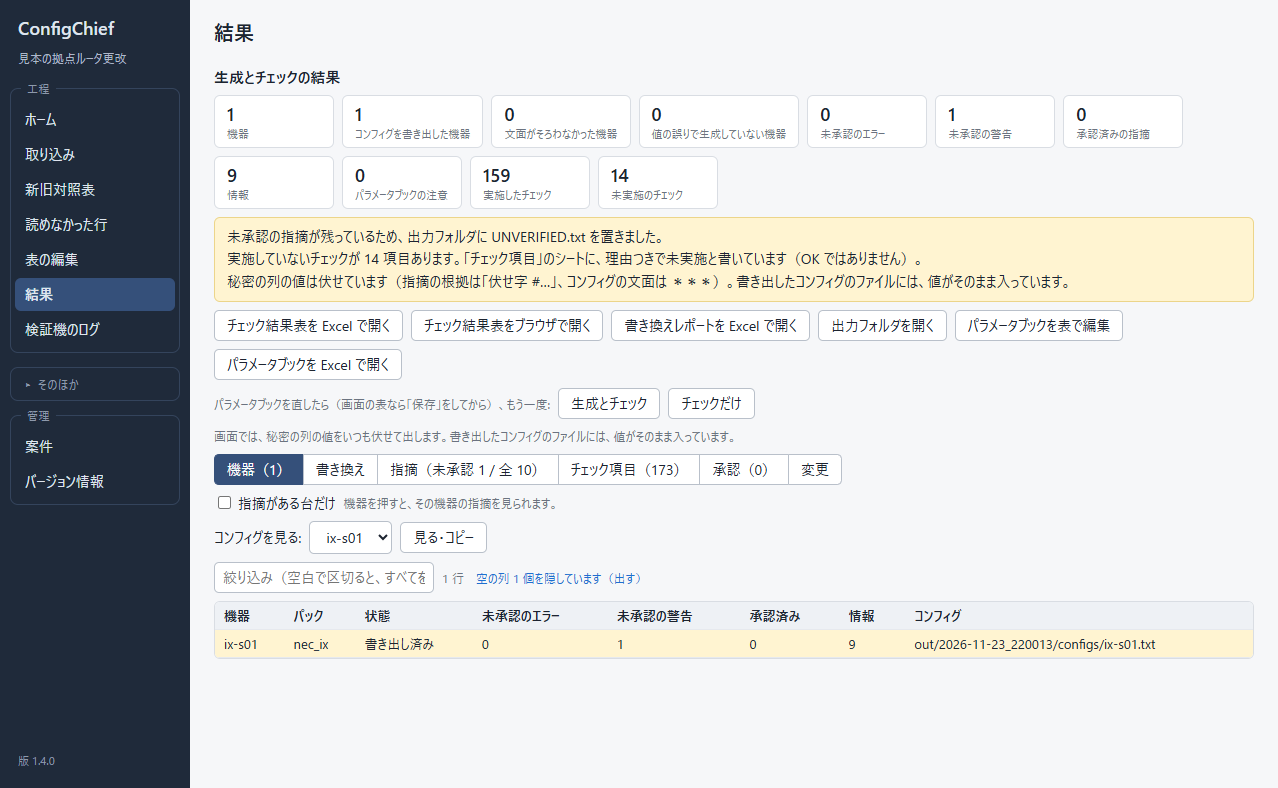 ConfigChief
見本の拠点ルータ更改
工程
ホーム
取り込み
新旧対照表
読めなかった行
表の編集
結果
検証機のログ
▸ そのほか
管理
案件
バージョン情報
版 1.4.0
結果
生成とチェックの結果
1
機器
1
コンフィグを書き出した機器
0
文面がそろわなかった機器
0
値の誤りで生成していない機器
0
未承認のエラー
1
未承認の警告
0
承認済みの指摘
9
情報
0
パラメータブックの注意
159
実施したチェック
14
未実施のチェック
未承認の指摘が残っているため、出力フォルダに UNVERIFIED.txt を置きました。
実施していないチェックが 14 項目あります。「チェック項目」のシートに、理由つきで未実施と書いています（OK ではありません）。
秘密の列の値は伏せています（指摘の根拠は「伏せ字 #…」、コンフィグの文面は ＊＊＊）。書き出したコンフィグのファイルには、値がそのまま入っています。
チェック結果表を Excel で開く
チェック結果表をブラウザで開く
書き換えレポートを Excel で開く
出力フォルダを開く
パラメータブックを表で編集
パラメータブックを Excel で開く
パラメータブックを直したら（画面の表なら「保存」をしてから）、もう一度: 生成とチェック チェックだけ
画面では、秘密の列の値をいつも伏せて出します。書き出したコンフィグのファイルには、値がそのまま入っています。
機器（1） 書き換え 指摘（未承認 1 / 全 10） チェック項目（173） 承認（0） 変更
指摘がある台だけ 機器を押すと、その機器の指摘を見られます。
コンフィグを見る: ix-s01 見る・コピー
絞り込み（空白で区切ると、すべてを 1 行 空の列 1 個を隠しています（出す）
機器 パック 状態 未承認のエラー 未承認の警告 承認済み 情報 コンフィグ
ix-s01 nec_ix 書き出し済み 0 1 0 9 out/2026-11-23_220013/configs/ix-s01.txt